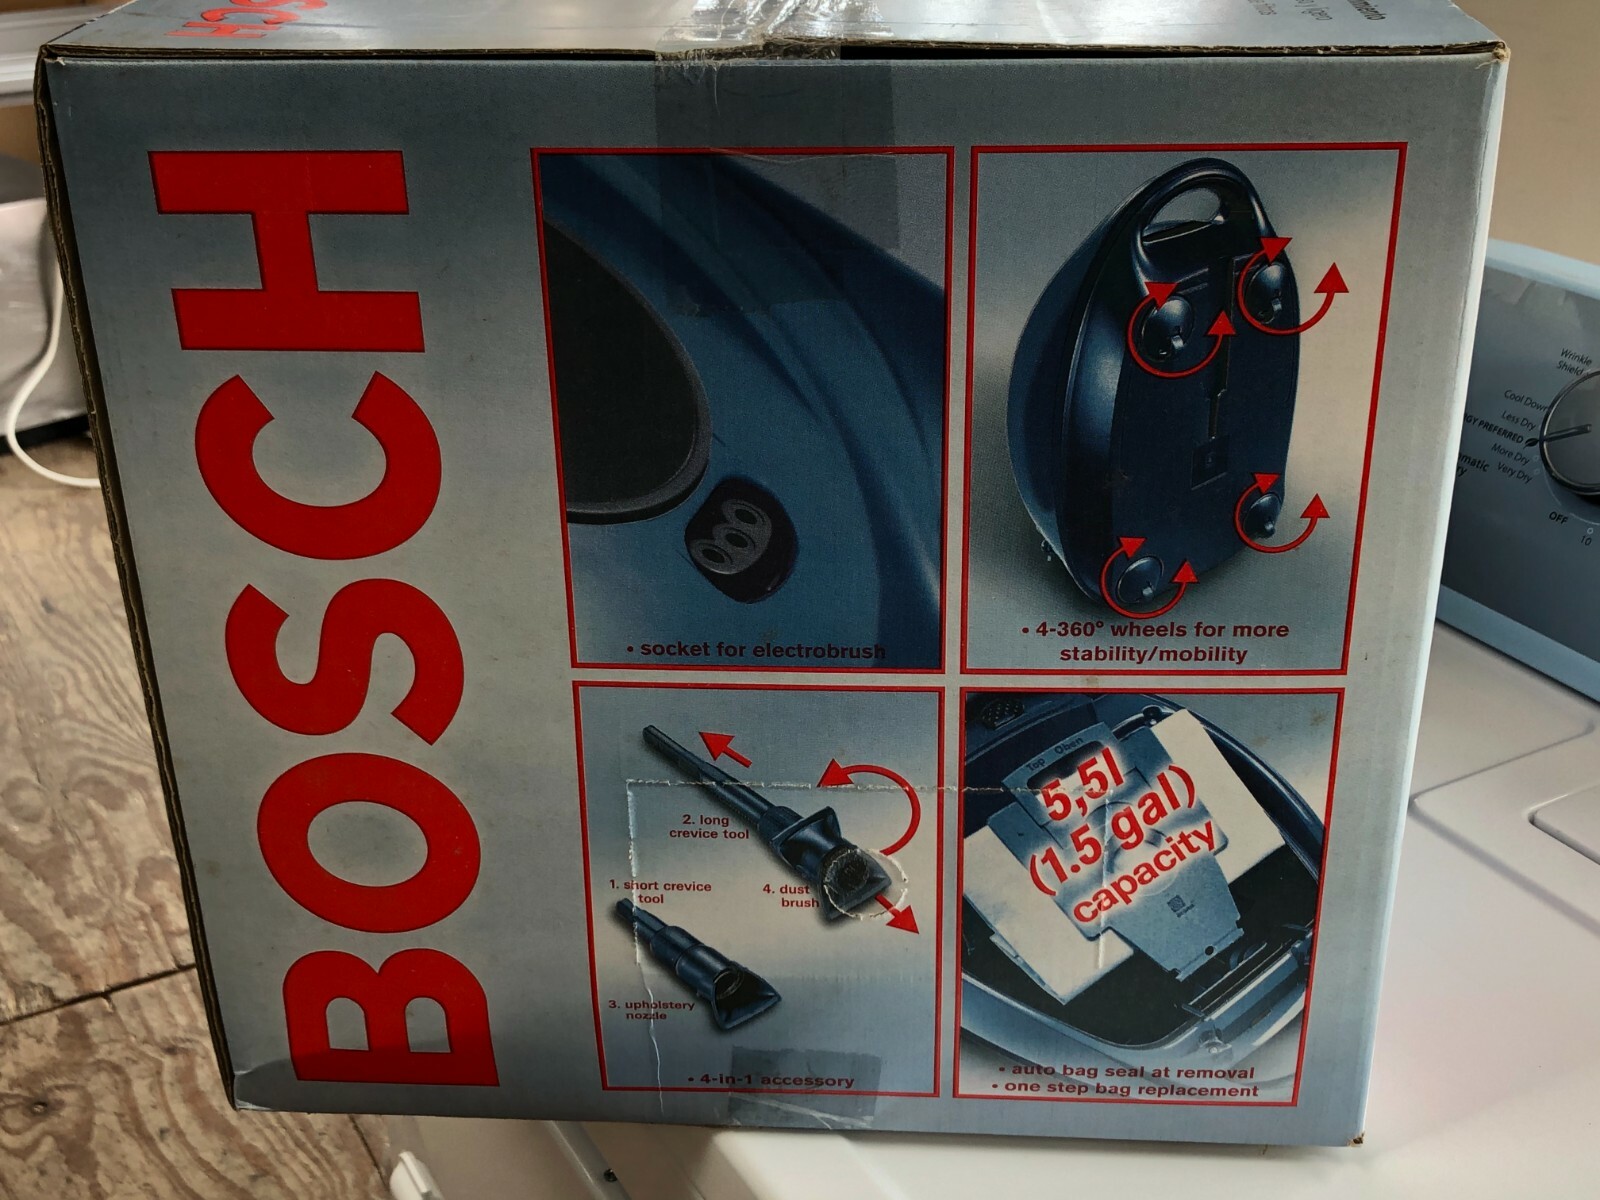 BOSCH
BOSCH
• socket for electrobrush
• 4-360° wheels for more
stability/mobility
2. long
crevice tool
1. short crevice
tool
4. dust
brush
3. upholstery
nozzle
• 4-in-1 accessory
Top Oben
5,5l
(1.5 gal)
capacity
• auto bag seal at removal
• one step bag replacement
Wrinkle
Shield
Cool Down
Less Dry
PREFERRED
More Dry
Very Dry
OFF
10